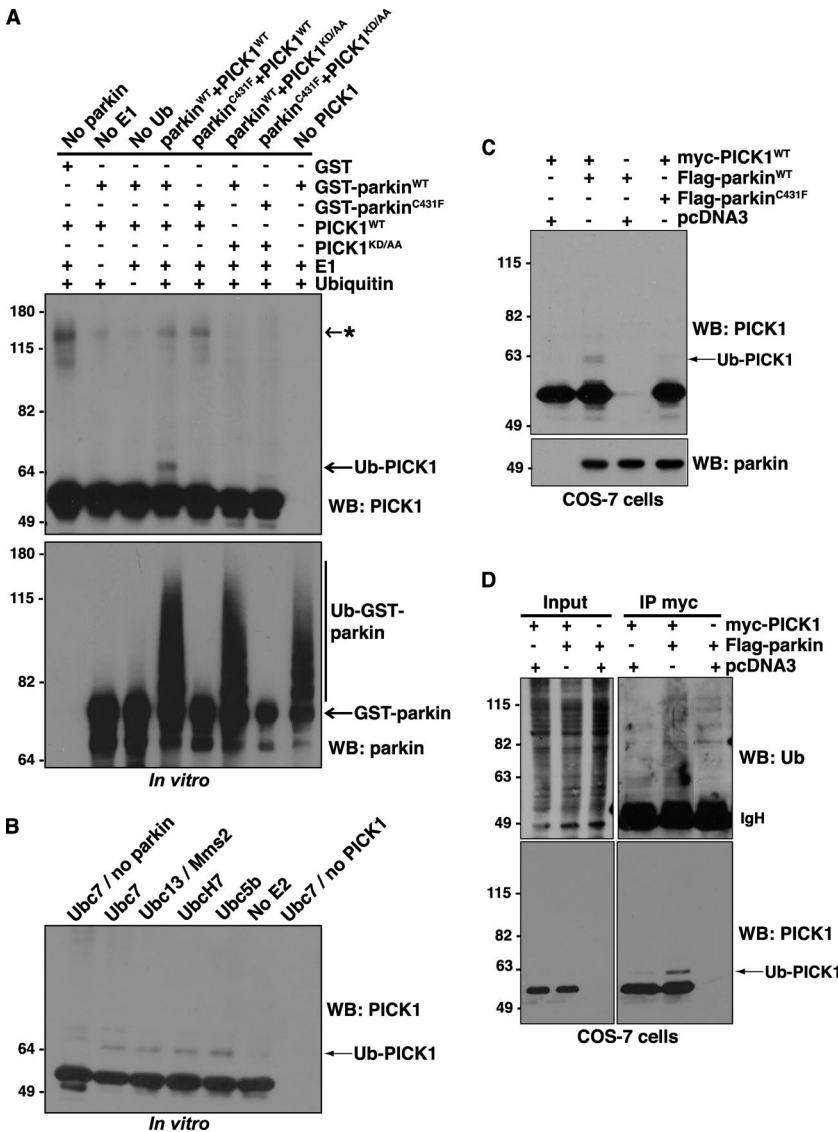 A
No parkin
No E1
No Ub
parkinWT+PICK1WT
parkinC431F+PICK1WT
parkinWT+PICK1KD/AA
parkinC431F+PICK1KD/AA
No PICK1
+ - - - - - - - GST
- + + + - + - + GST-parkinWT
- - - - + - + - GST-parkinC431F
+ + + + + - - - PICK1WT
- - - - - + + - PICK1KD/AA
+ - + + + + + + E1
+ + - + + + + + Ubiquitin
180
←*
115
82
64
←Ub-PICK1
WB: PICK1
49
180
115
Ub-GST-
parkin
82
←GST-parkin
WB: parkin
64
In vitro
B
Ubc7 / no parkin
Ubc7
Ubc13 / Mms2
UbcH7
Ubc5b
No E2
Ubc7 / no PICK1
WB: PICK1
64
←Ub-PICK1
49
In vitro
C
+ + - + myc-PICK1WT
- + + - Flag-parkinWT
- - - + Flag-parkinC431F
+ - + - pcDNA3
115
82
WB: PICK1
63
←Ub-PICK1
49
49
WB: parkin
COS-7 cells
D
Input IP myc
+ + - + + - myc-PICK1
- + + - + + Flag-parkin
+ - + + - + pcDNA3
115
82
WB: Ub
63
49
IgH
115
82
WB: PICK1
63
←Ub-PICK1
49
COS-7 cells